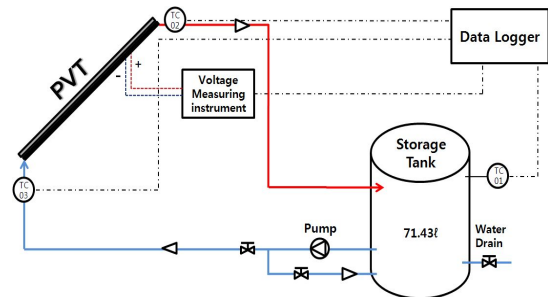 TC
02
Data Logger
PVT
-
+
Voltage
Measuring
instrument
Storage
Tank
TC
01
TC
03
Pump
71.43ℓ
Water
Drain